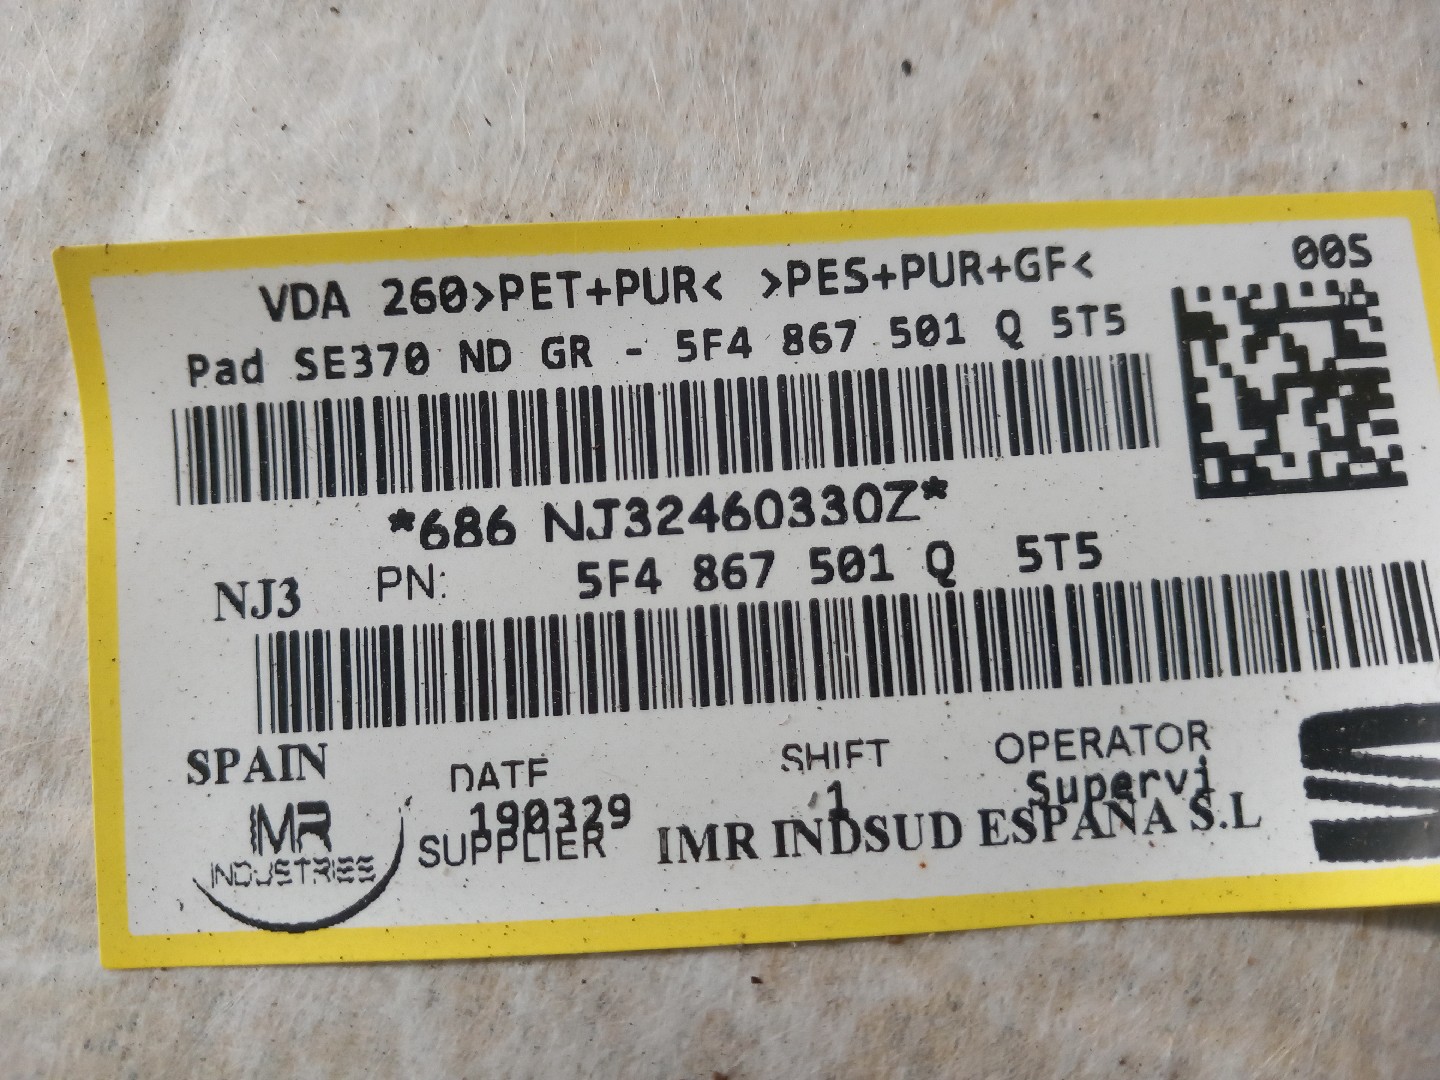 VDA 260>PET+PUR< >PES+PUR+GF<
00S
Pad SE370 ND GR - 5F4 867 501 Q 5T5
*686 NJ32460330Z*
NJ3 PN: 5F4 867 501 Q 5T5
SPAIN DATE SHIFT OPERATOR
190329 1 Supervi
IMR INDUSTRIES
SUPPLIER IMR INDSUD ESPANA S.L